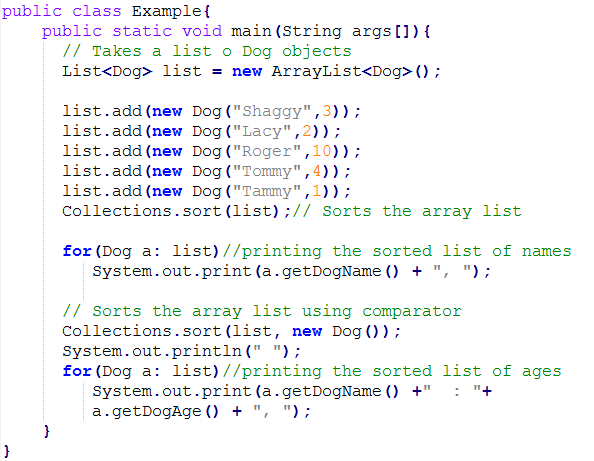 public class Example{
    public static void main(String args[]){
      // Takes a list o Dog objects
      List<Dog> list = new ArrayList<Dog>();

      list.add(new Dog("Shaggy",3));
      list.add(new Dog("Lacy",2));
      list.add(new Dog("Roger",10));
      list.add(new Dog("Tommy",4));
      list.add(new Dog("Tammy",1));
      Collections.sort(list);// Sorts the array list

      for(Dog a: list)//printing the sorted list of names
         System.out.print(a.getDogName() + ", ");

      // Sorts the array list using comparator
      Collections.sort(list, new Dog());
      System.out.println(" ");
      for(Dog a: list)//printing the sorted list of ages
         System.out.print(a.getDogName() +"  : "+
         a.getDogAge() + ", ");
    }
}